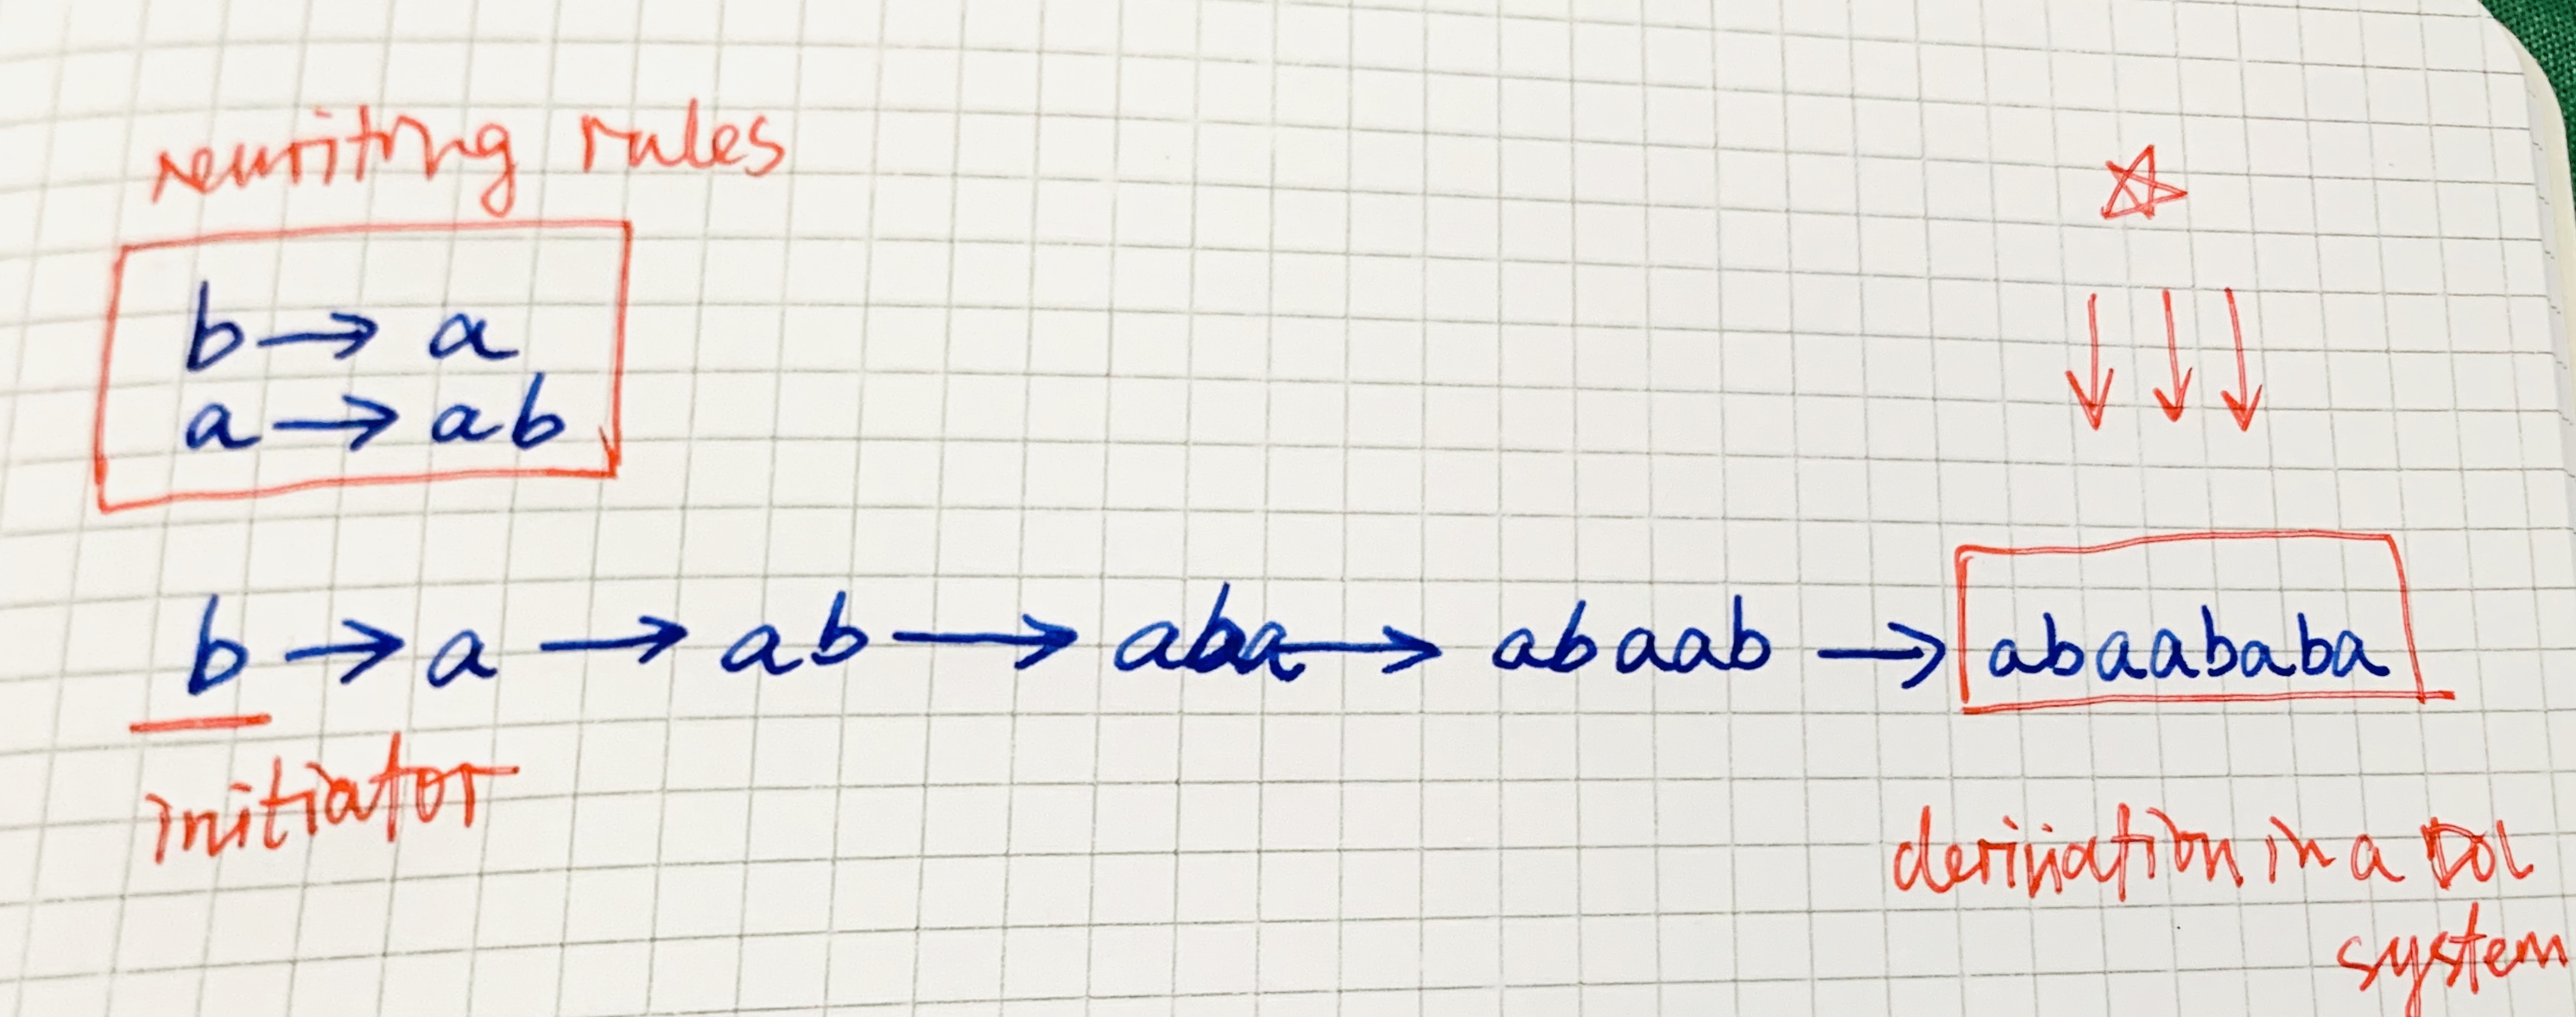 rewriting rules
b → a
a → ab
b → a → ab → aba → abaab → abaababa
initiator
derivation in a DOL
system